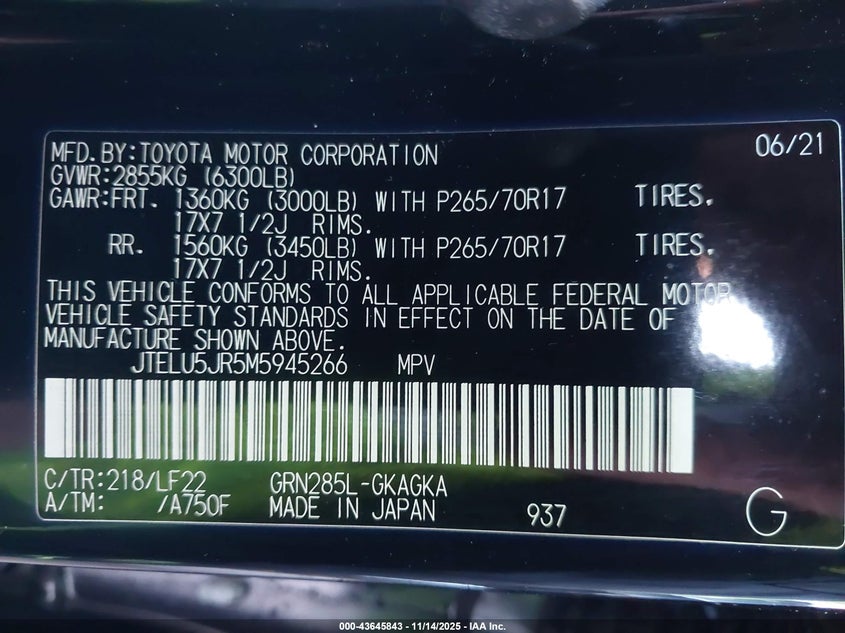 MFD. BY: TOYOTA MOTOR CORPORATION 06/21
GVWR: 2855KG (6300LB)
GAWR: FRT. 1360KG (3000LB) WITH P265/70R17 TIRES.
17X7 1/2J RIMS.
RR. 1560KG (3450LB) WITH P265/70R17 TIRES.
17X7 1/2J RIMS.
THIS VEHICLE CONFORMS TO ALL APPLICABLE FEDERAL MOTOR
VEHICLE SAFETY STANDARDS IN EFFECT ON THE DATE OF
MANUFACTURE SHOWN ABOVE.
JTELU5JR5M5945266 MPV
C/TR: 218/LF22 GRN285L-GKAGKA
A/TM: /A750F MADE IN JAPAN 937 G
000-43645843 - 11/14/2025 - IAA Inc.